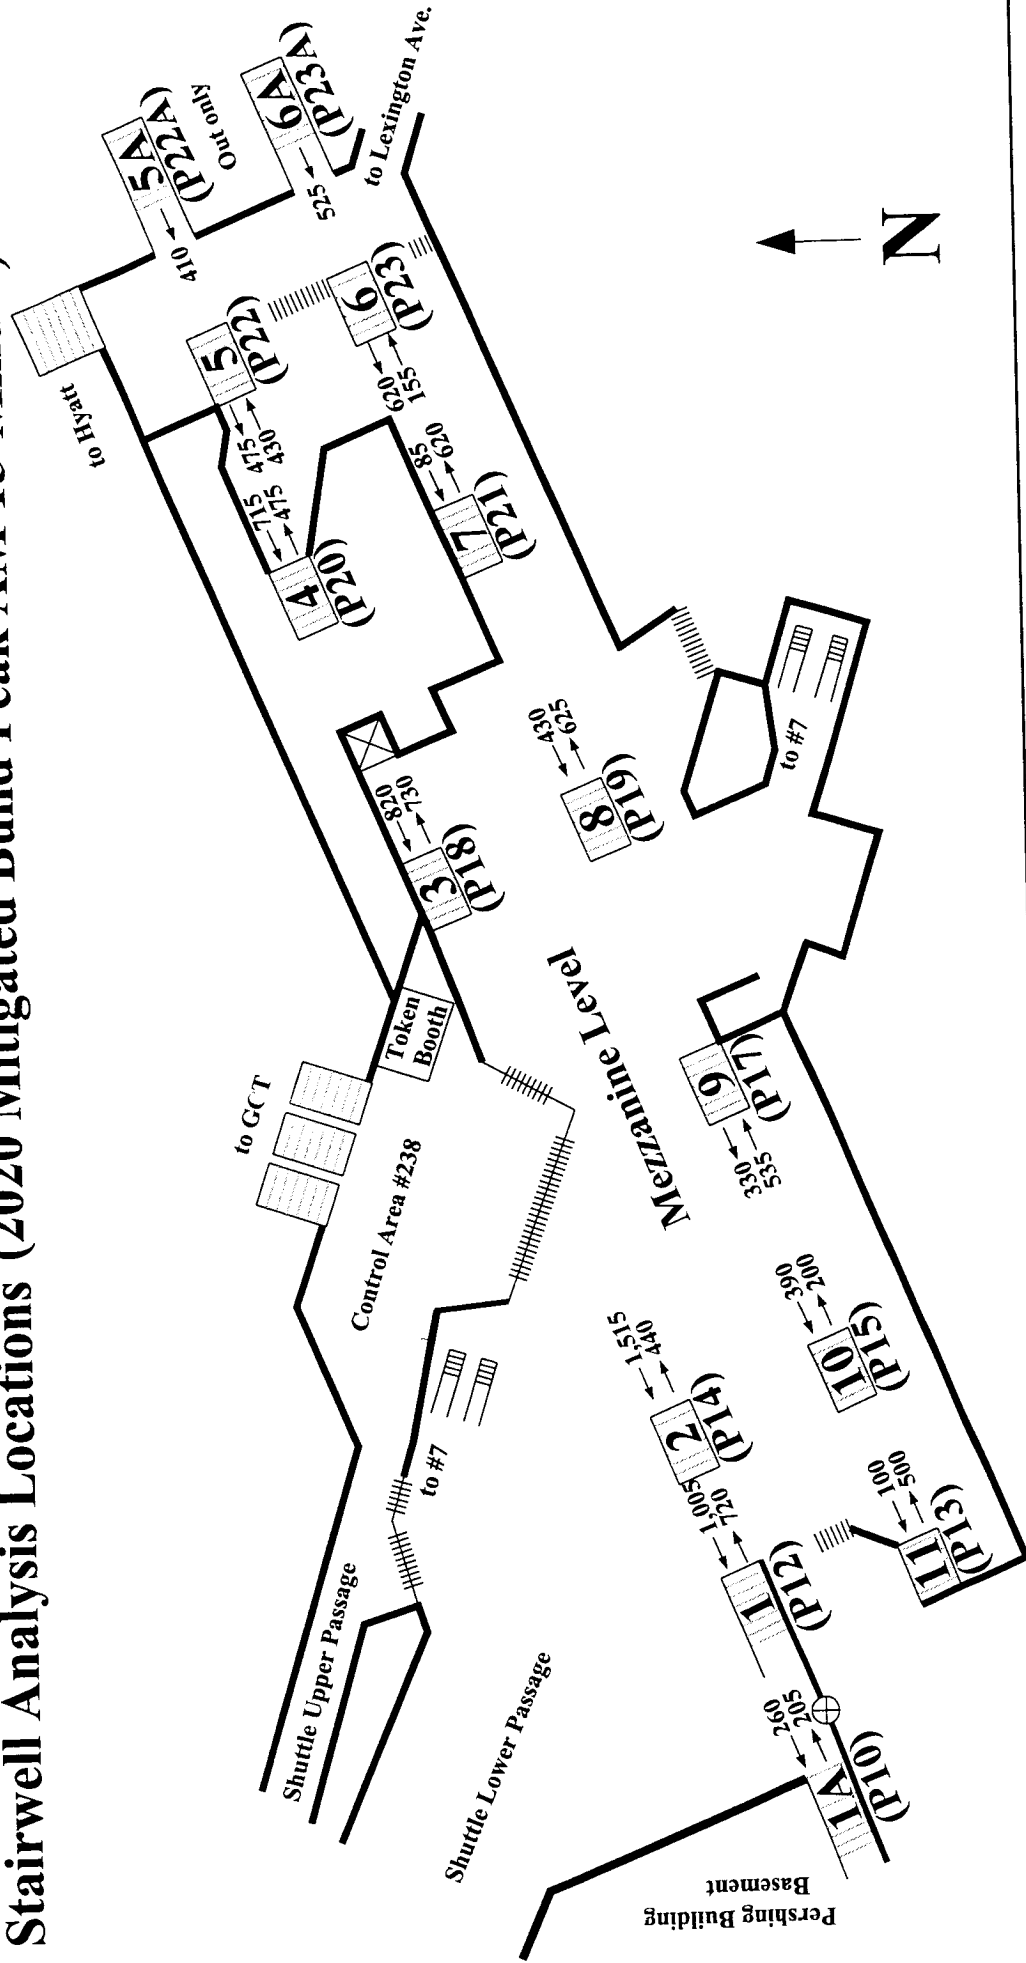 Stairwell Analysis Locations (2020 Mitigated Build Peak AM 15
to Hyatt
5A
(P22A)
410
Out only
6A
(P23A)
525
to Lexington Ave.
5
(P22)
475
430
6
(P23)
620
155
4
(P20)
715
475
7
(P21)
85
620
3
(P18)
820
730
8
(P19)
430
625
to #7
N
to GCT
Token
Booth
Control Area #238
Mezzanine Level
9
(P17)
330
535
to #7
2
(P14)
1,515
440
10
(P15)
390
200
1
(P12)
1,005
720
11
(P13)
100
500
Shuttle Upper Passage
Shuttle Lower Passage
1A
(P10)
260
205
Pershing Building
Basement